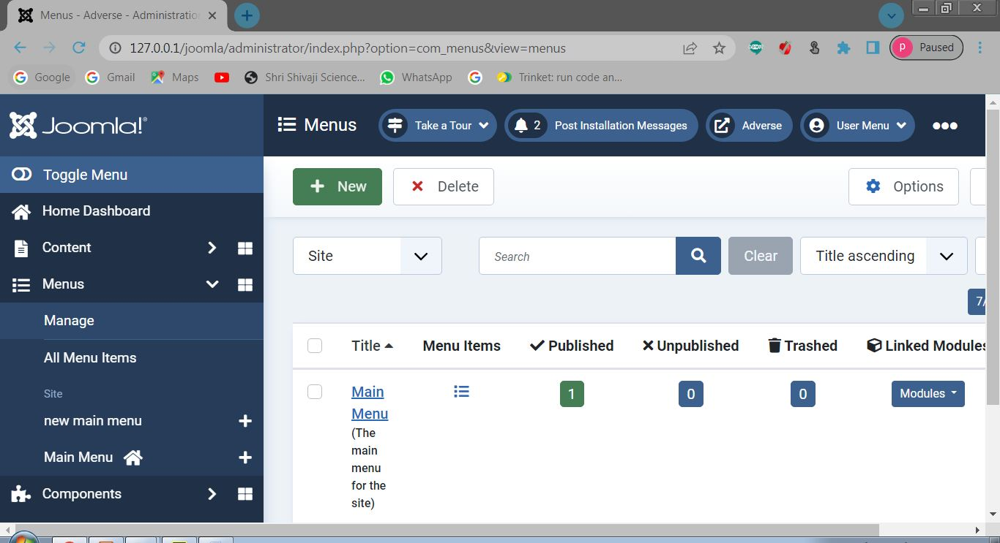 Menus - Adverse - Administratio
127.0.0.1/joomla/administrator/index.php?option=com_menus&view=menus
P Paused
Google Gmail Maps Shri Shivaji Science... WhatsApp Trinket: run code an...
Joomla!® Menus Take a Tour 2 Post Installation Messages Adverse User Menu
Toggle Menu
New Delete Options
Home Dashboard
Content
Site Search Clear Title ascending
Menus
7/
Manage
Title Menu Items Published Unpublished Trashed Linked Modules
All Menu Items
Site
Main Menu 1 0 0 Modules
new main menu
(The
main
menu
for the
site)
Main Menu
Components